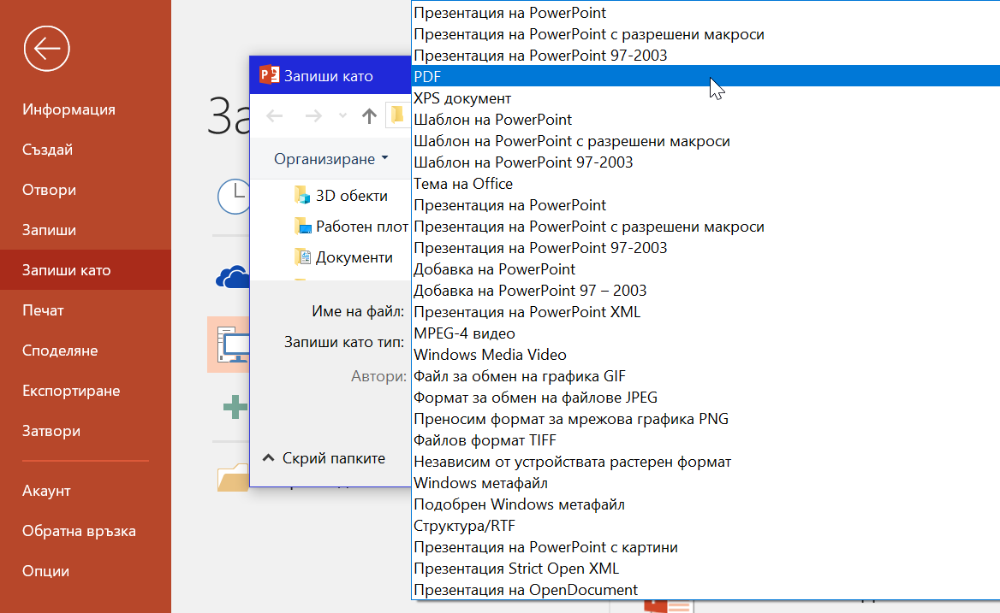 Информация
Създай
Отвори
Запиши
Запиши като
Печат
Споделяне
Експортиране
Затвори
Акаунт
Обратна връзка
Опции
За
Запиши като
Организиране
3D обекти
Работен плот
Документи
Име на файл:
Запиши като тип:
Автори:
Скрий папките
Презентация на PowerPoint
Презентация на PowerPoint с разрешени макроси
Презентация на PowerPoint 97-2003
PDF
XPS документ
Шаблон на PowerPoint
Шаблон на PowerPoint с разрешени макроси
Шаблон на PowerPoint 97-2003
Тема на Office
Презентация на PowerPoint
Презентация на PowerPoint с разрешени макроси
Презентация на PowerPoint 97-2003
Добавка на PowerPoint
Добавка на PowerPoint 97 – 2003
Презентация на PowerPoint XML
MPEG-4 видео
Windows Media Video
Файл за обмен на графика GIF
Формат за обмен на файлове JPEG
Преносим формат за мрежова графика PNG
Файлов формат TIFF
Независим от устройствата растерен формат
Windows метафайл
Подобрен Windows метафайл
Структура/RTF
Презентация на PowerPoint с картини
Презентация Strict Open XML
Презентация на OpenDocument